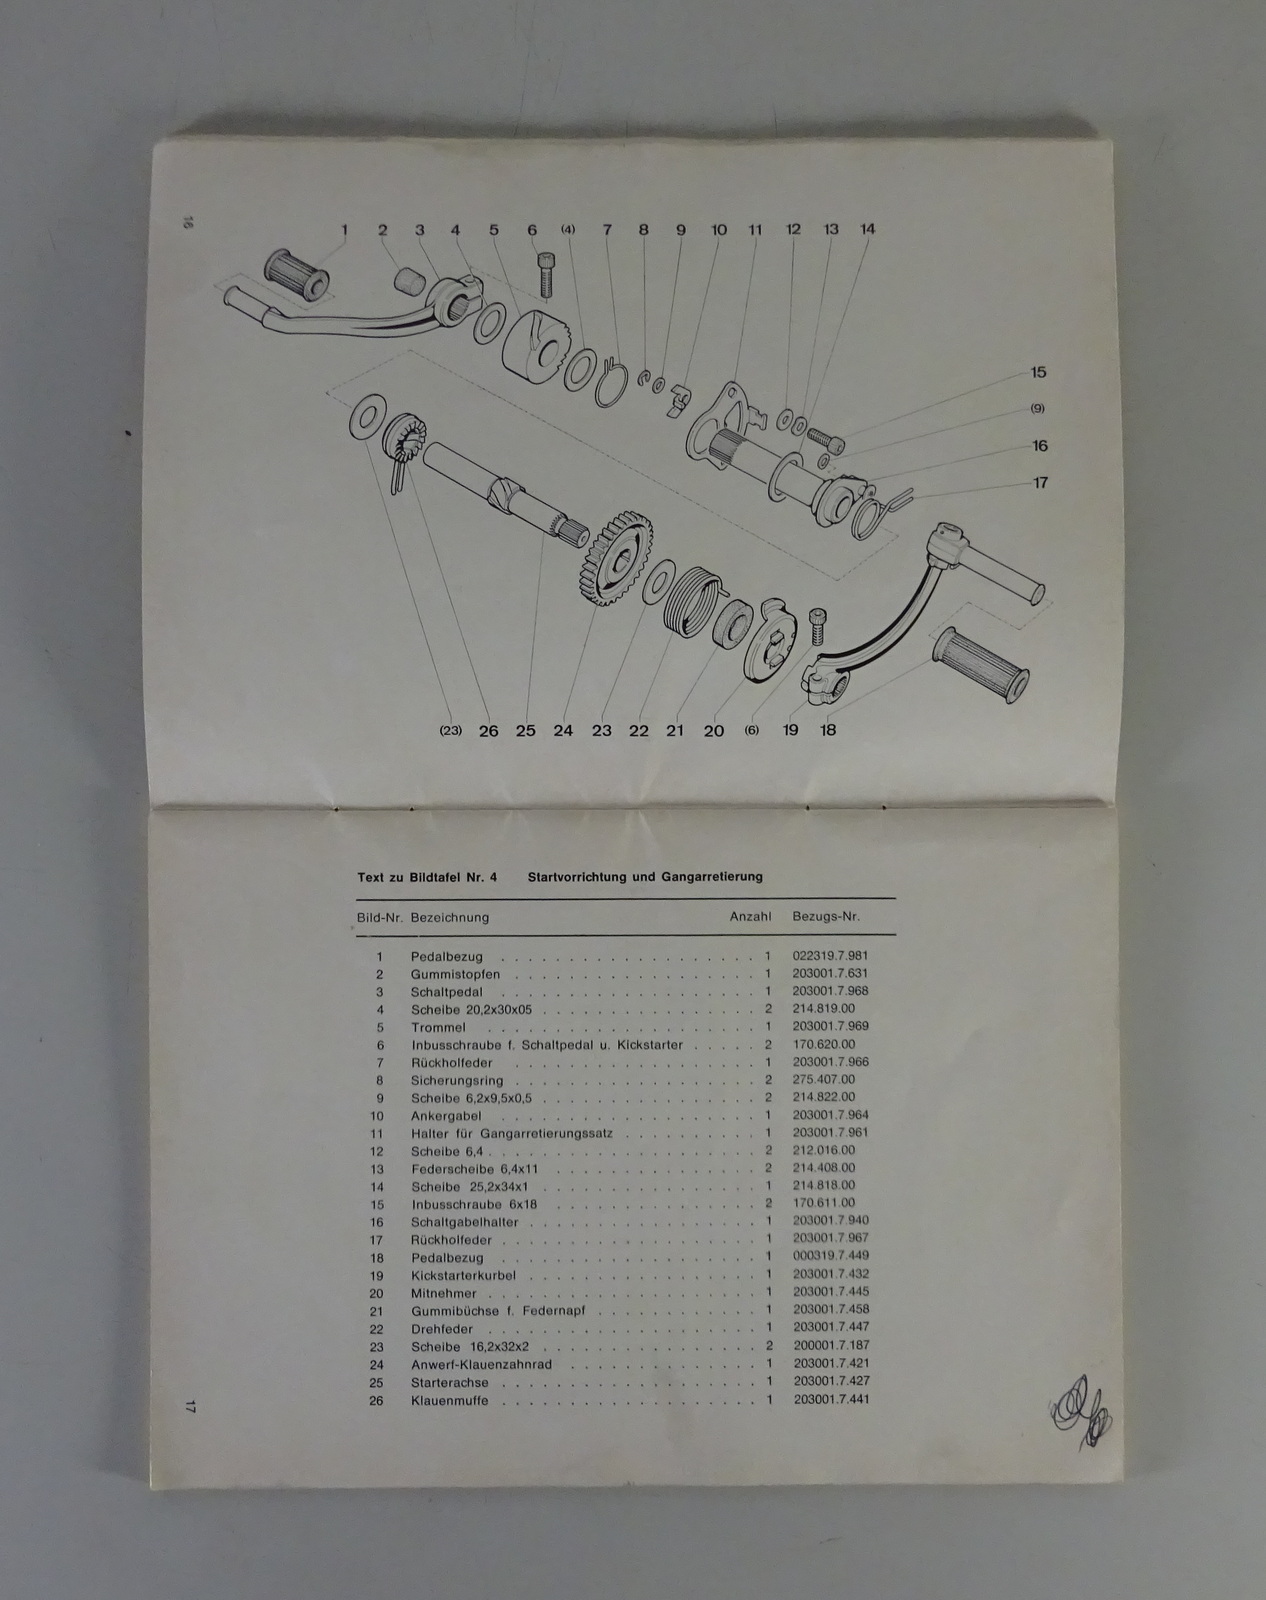 16
1 2 3 4 5 6 (4) 7 8 9 10 11 12 13 14
15
(9)
16
17
(23) 26 25 24 23 22 21 20 (6) 19 18
Text zu Bildtafel Nr. 4 Startvorrichtung und Gangarretierung
Bild-Nr. Bezeichnung Anzahl Bezugs-Nr.
1 Pedalbezug . . . . . . . . . . . . . . . . . . . 1 022319.7.981
2 Gummistopfen . . . . . . . . . . . . . . . . . . 1 203001.7.631
3 Schaltpedal . . . . . . . . . . . . . . . . . . . 1 203001.7.968
4 Scheibe 20,2x30x05 . . . . . . . . . . . . . . . . 2 214.819.00
5 Trommel . . . . . . . . . . . . . . . . . . . . 1 203001.7.969
6 Inbusschraube f. Schaltpedal u. Kickstarter . . . . . 2 170.620.00
7 Rückholfeder . . . . . . . . . . . . . . . . . . 1 203001.7.966
8 Sicherungsring . . . . . . . . . . . . . . . . . . 2 275.407.00
9 Scheibe 6,2x9,5x0,5 . . . . . . . . . . . . . . . . 2 214.822.00
10 Ankergabel . . . . . . . . . . . . . . . . . . . 1 203001.7.964
11 Halter für Gangarretierungssatz . . . . . . . . . . 1 203001.7.961
12 Scheibe 6,4 . . . . . . . . . . . . . . . . . . . . 2 212.016.00
13 Federscheibe 6,4x11 . . . . . . . . . . . . . . . 2 214.408.00
14 Scheibe 25,2x34x1 . . . . . . . . . . . . . . . . 1 214.818.00
15 Inbusschraube 6x18 . . . . . . . . . . . . . . . 2 170.611.00
16 Schaltgabelhalter . . . . . . . . . . . . . . . . . 1 203001.7.940
17 Rückholfeder . . . . . . . . . . . . . . . . . . . 1 203001.7.967
18 Pedalbezug . . . . . . . . . . . . . . . . . . . 1 000319.7.449
19 Kickstarterkurbel . . . . . . . . . . . . . . . . . 1 203001.7.432
20 Mitnehmer . . . . . . . . . . . . . . . . . . . . 1 203001.7.445
21 Gummibüchse f. Federnapf . . . . . . . . . . . . 1 203001.7.458
22 Drehfeder . . . . . . . . . . . . . . . . . . . . 1 203001.7.447
23 Scheibe 16,2x32x2 . . . . . . . . . . . . . . . . 2 200001.7.187
24 Anwerf-Klauenzahnrad . . . . . . . . . . . . . . 1 203001.7.421
25 Starterachse . . . . . . . . . . . . . . . . . . . 1 203001.7.427
26 Klauenmuffe . . . . . . . . . . . . . . . . . . . 1 203001.7.441
17